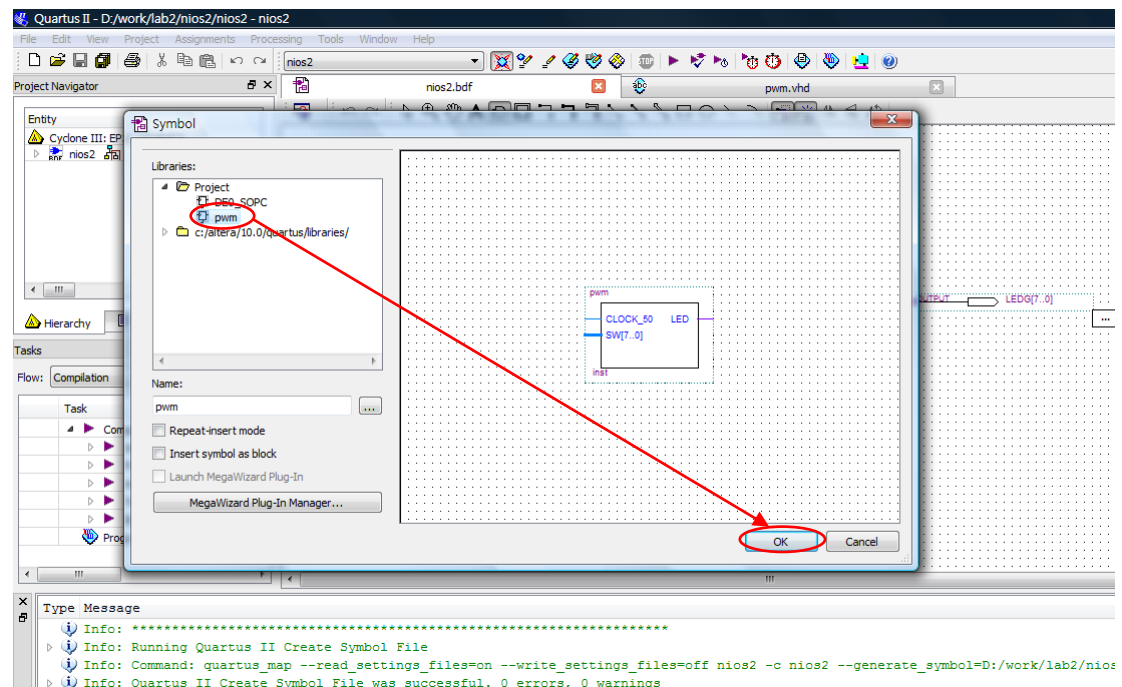 Quartus II - D:/work/lab2/nios2/nios2 - nios2
File Edit View Project Assignments Processing Tools Window Help
nios2
STOP
Project Navigator
nios2.bdf
abc
pwm.vhd
Entity
Cyclone III: EP
nios2
Symbol
Libraries:
Project
DE0_SOPC
pwm
c:/altera/10.0/quartus/libraries/
pwm
CLOCK_50 LED
SW[7..0]
inst
OUTPUT LEDG[7..0]
...
Hierarchy
Tasks
Flow: Compilation
Task
Com
Prog
Name:
pwm
...
Repeat-insert mode
Insert symbol as block
Launch MegaWizard Plug-In
MegaWizard Plug-In Manager...
OK Cancel
Type Message
Info: *******************************************************************
Info: Running Quartus II Create Symbol File
Info: Command: quartus_map --read_settings_files=on --write_settings_files=off nios2 -c nios2 --generate_symbol=D:/work/lab2/nios
Info: Quartus II Create Symbol File was successful. 0 errors, 0 warnings